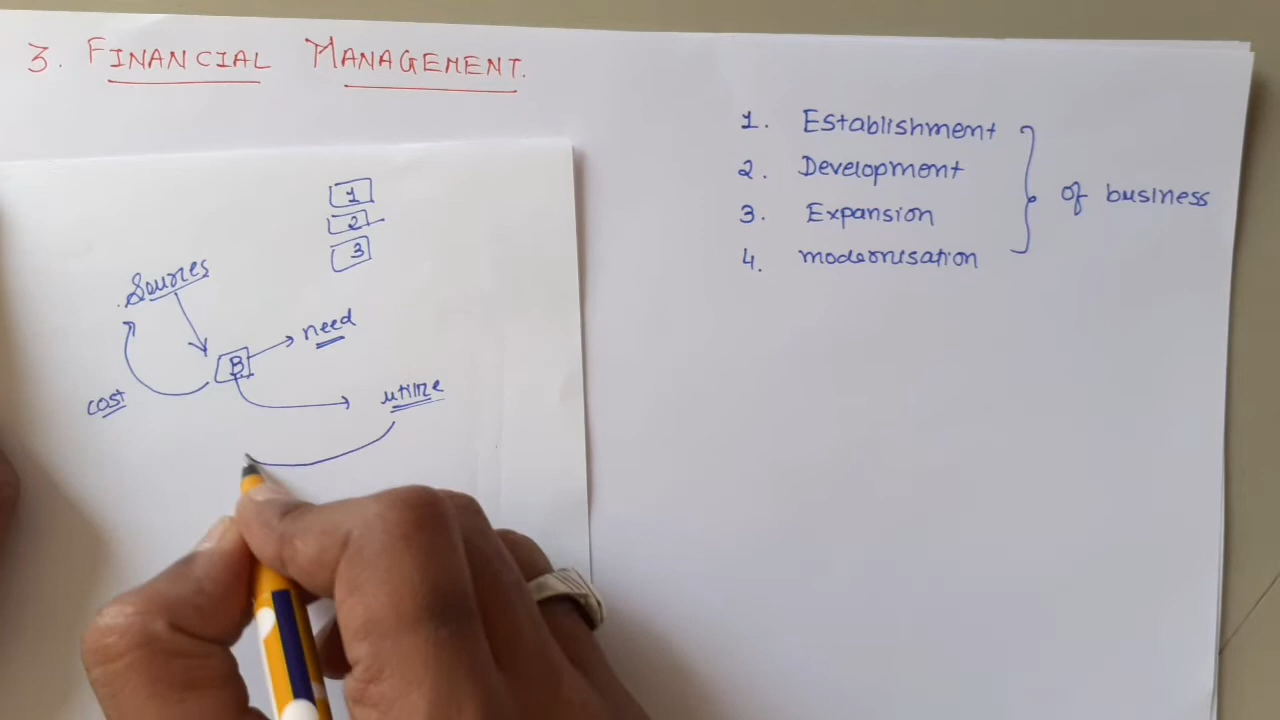 3. FINANCIAL MANAGEMENT.
1. Establishment
2. Development
3. Expansion
4. modernisation
of business
1
2
3
Sources
need
B
utilize
cost